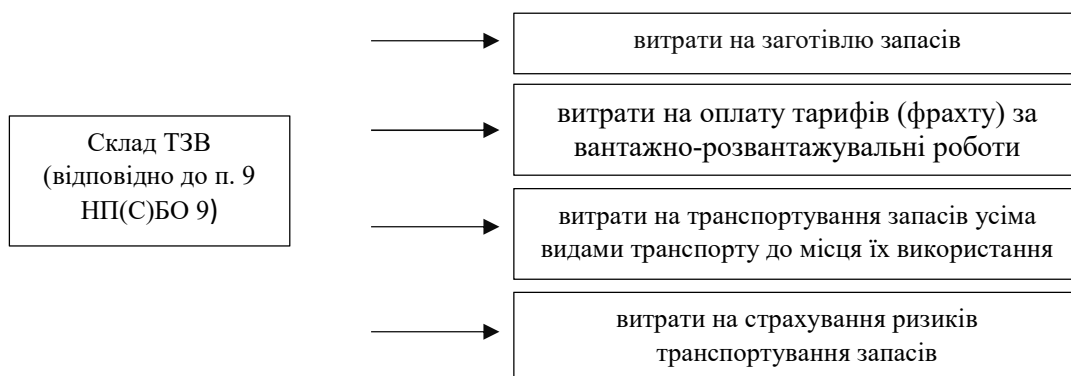 Склад ТЗВ
(відповідно до п. 9
НП(С)БО 9)
витрати на заготівлю запасів
витрати на оплату тарифів (фрахту) за
вантажно-розвантажувальні роботи
витрати на транспортування запасів усіма
видами транспорту до місця їх використання
витрати на страхування ризиків
транспортування запасів